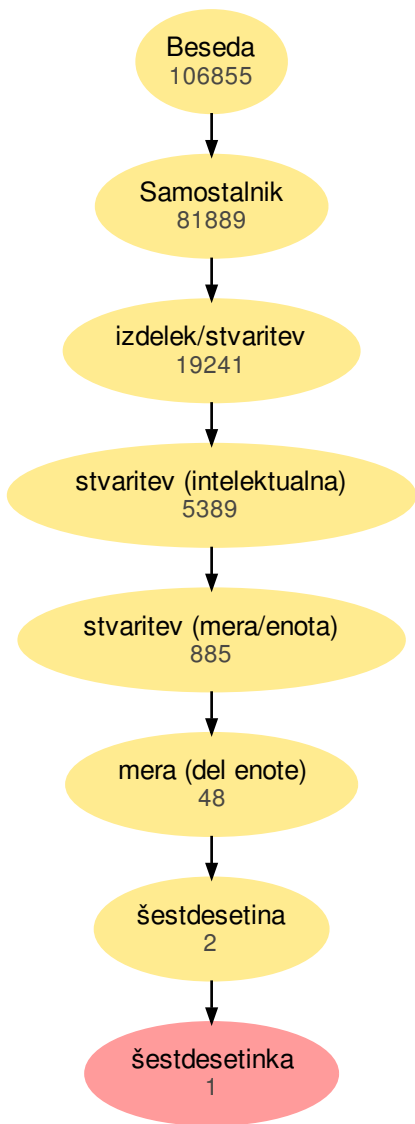 Beseda
106855
Samostalnik
81889
izdelek/stvaritev
19241
stvaritev (intelektualna)
5389
stvaritev (mera/enota)
885
mera (del enote)
48
šestdesetina
2
šestdesetinka
1